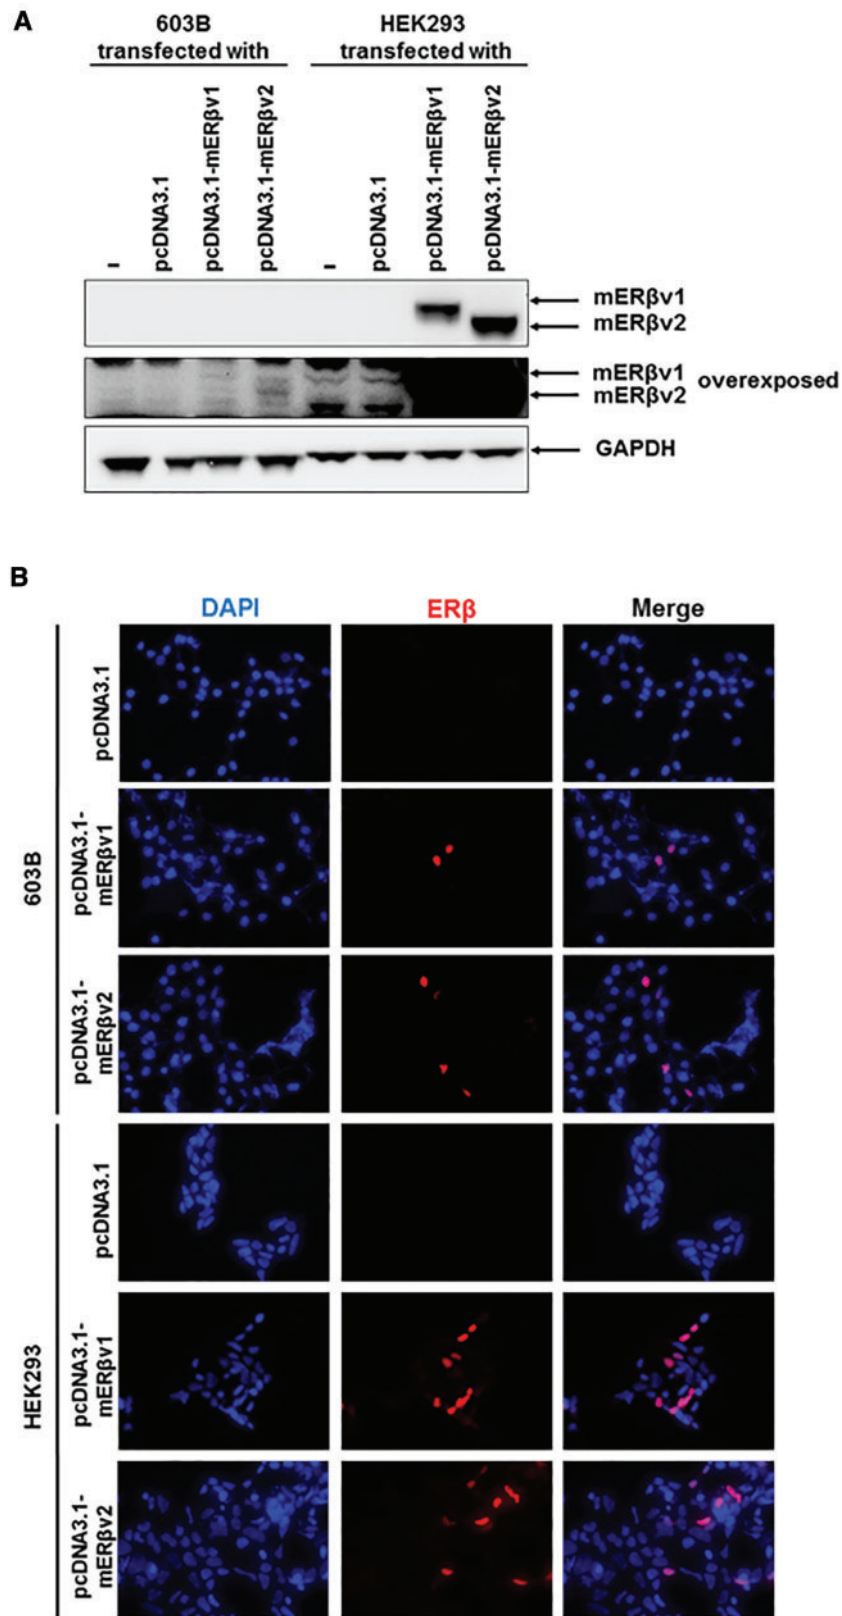 A
603B
transfected with
HEK293
transfected with
-
pcDNA3.1
pcDNA3.1-mERβv1
pcDNA3.1-mERβv2
-
pcDNA3.1
pcDNA3.1-mERβv1
pcDNA3.1-mERβv2
mERβv1
mERβv2
mERβv1
mERβv2
overexposed
GAPDH
B
DAPI
ERβ
Merge
603B
pcDNA3.1
pcDNA3.1-
mERβv1
pcDNA3.1-
mERβv2
HEK293
pcDNA3.1
pcDNA3.1-
mERβv1
pcDNA3.1-
mERβv2